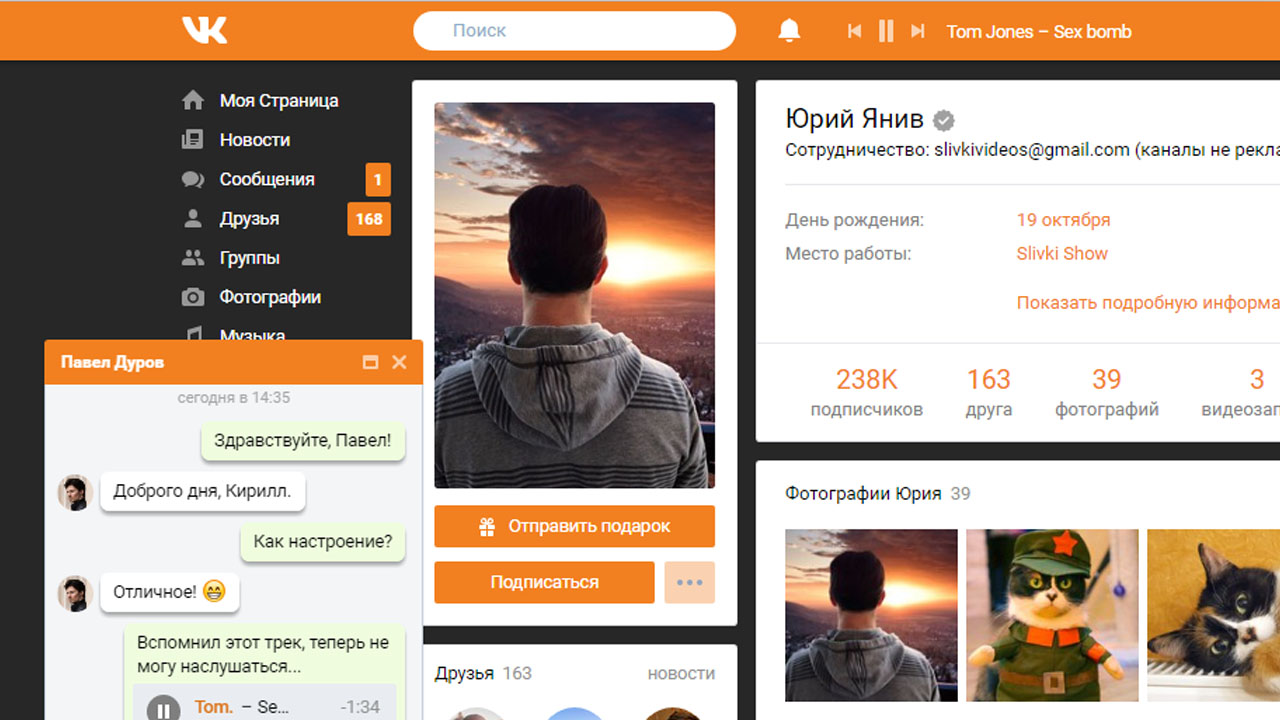 VK
Поиск
Tom Jones – Sex bomb
Моя Страница
Новости
Сообщения 1
Друзья 168
Группы
Фотографии
Музыка
Павел Дуров
сегодня в 14:35
Здравствуйте, Павел!
Доброго дня, Кирилл.
Как настроение?
Отличное! 😁
Вспомнил этот трек, теперь не
могу наслушаться...
Tom. – Se... -1:34
Отправить подарок
Подписаться
Друзья 163 новости
Юрий Янив
Сотрудничество: slivkivideos@gmail.com (каналы не рекла
День рождения: 19 октября
Место работы: Slivki Show
Показать подробную информа
238K 163 39 3
подписчиков друга фотографий видеозап
Фотографии Юрия 39